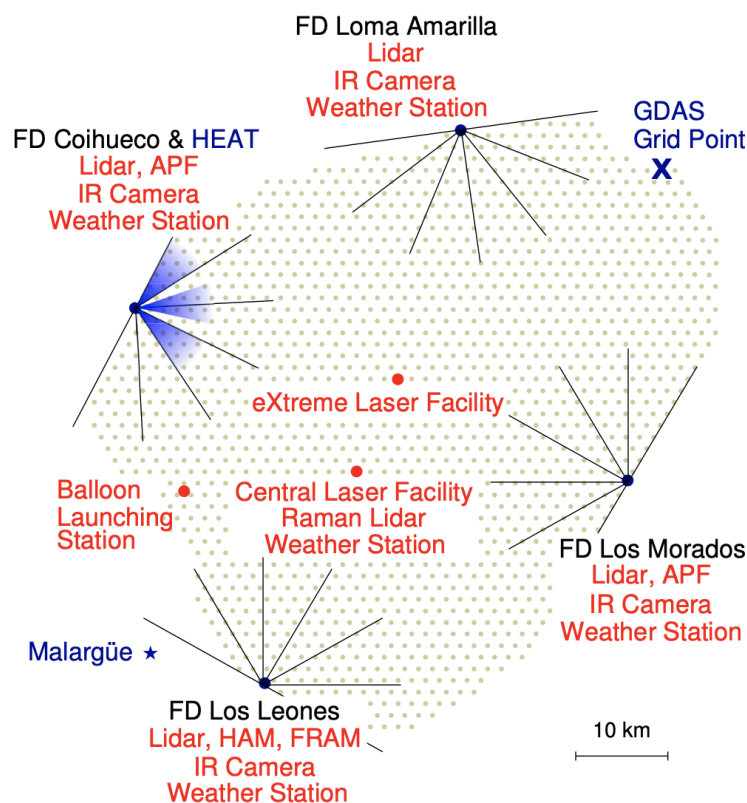 FD Loma Amarilla
Lidar
IR Camera
Weather Station
GDAS
Grid Point
X
FD Coihueco & HEAT
Lidar, APF
IR Camera
Weather Station
eXtreme Laser Facility
Balloon
Launching
Station
Central Laser Facility
Raman Lidar
Weather Station
FD Los Morados
Lidar, APF
IR Camera
Weather Station
Malargüe
FD Los Leones
Lidar, HAM, FRAM
IR Camera
Weather Station
10 km